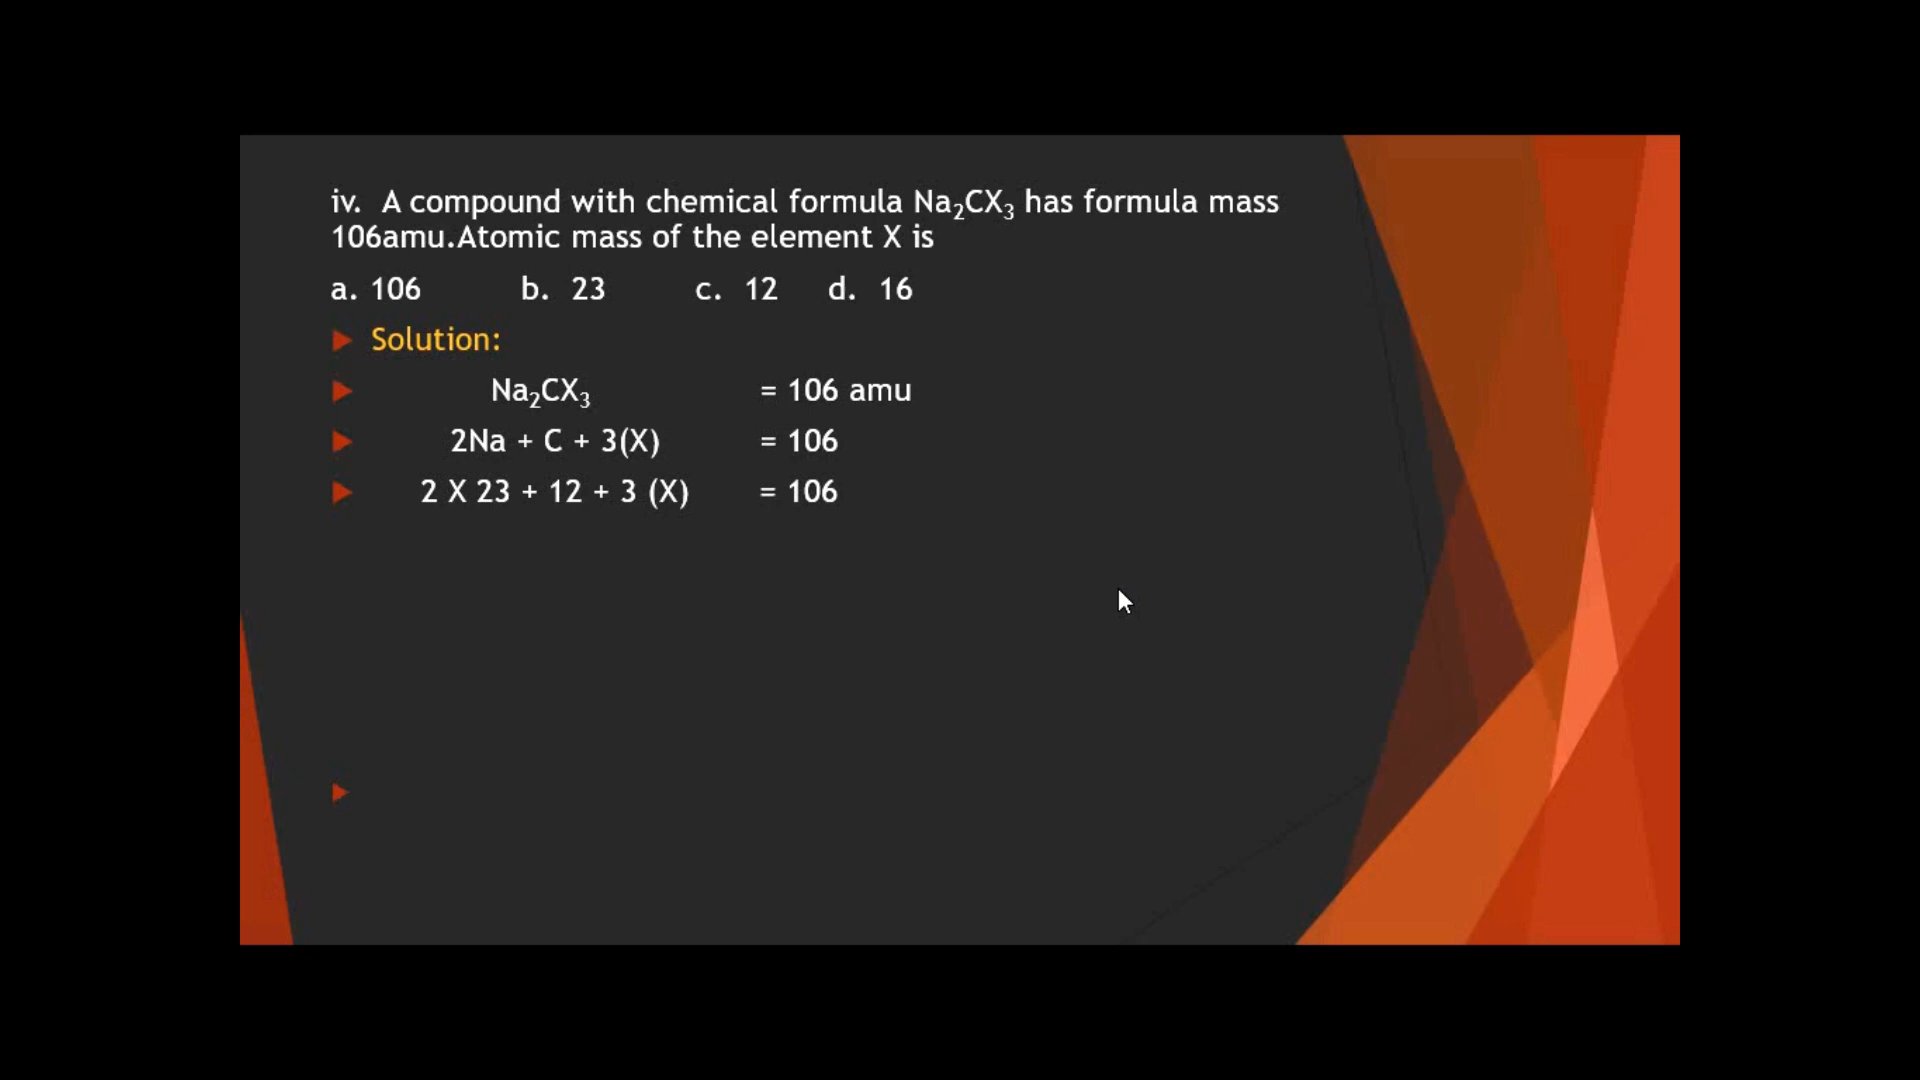 iv. A compound with chemical formula Na₂CX₃ has formula mass
106amu.Atomic mass of the element X is
a. 106 b. 23 c. 12 d. 16
Solution:
Na₂CX₃ = 106 amu
2Na + C + 3(X) = 106
2 X 23 + 12 + 3 (X) = 106